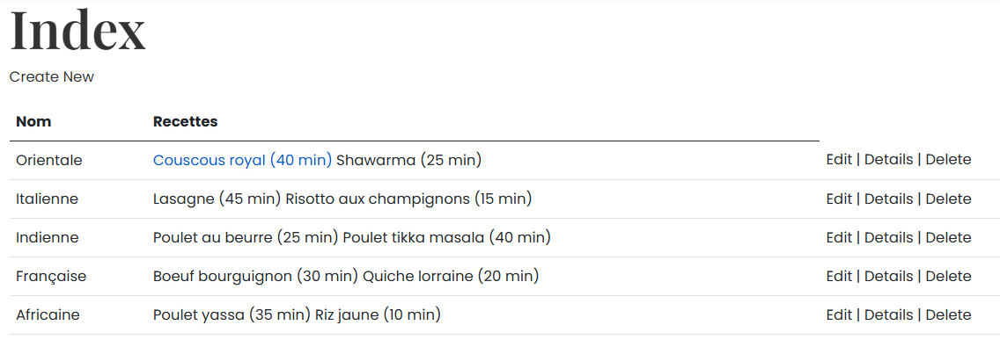 Index
Create New
Nom Recettes
Orientale Couscous royal (40 min) Shawarma (25 min) Edit | Details | Delete
Italienne Lasagne (45 min) Risotto aux champignons (15 min) Edit | Details | Delete
Indienne Poulet au beurre (25 min) Poulet tikka masala (40 min) Edit | Details | Delete
Française Boeuf bourguignon (30 min) Quiche lorraine (20 min) Edit | Details | Delete
Africaine Poulet yassa (35 min) Riz jaune (10 min) Edit | Details | Delete